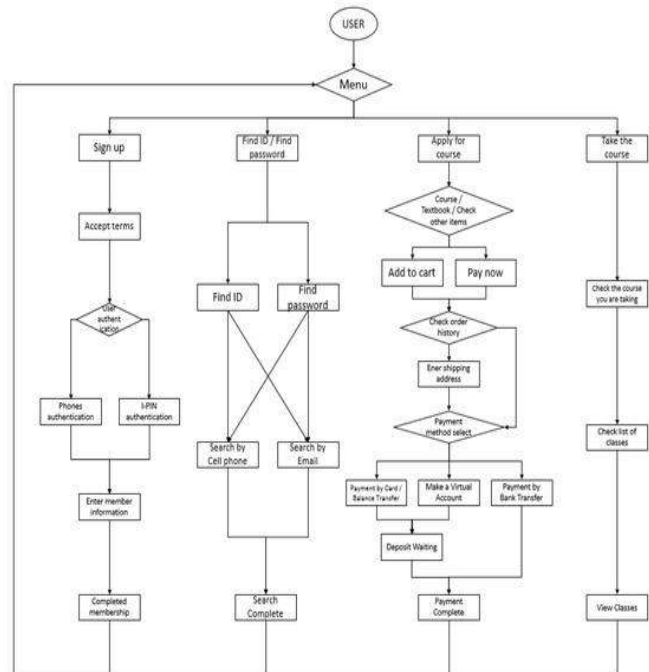 USER
Menu
Sign up
Find ID / Find
password
Apply for
course
Take the
course
Accept terms
Course /
Textbook / Check
other items
Add to cart
Pay now
Find ID
Find
password
Check the course
you are taking
User
authent
ication
Check order
history
Ener shipping
address
Phones
authentication
I-PIN
authentication
Payment
method select
Check list of
classes
Search by
Cell phone
Search by
Email
Enter member
information
Payment by Card /
Balance Transfer
Make a Virtual
Account
Payment by
Bank Transfer
Deposit Waiting
Completed
membership
Search
Complete
Payment
Complete
View Classes